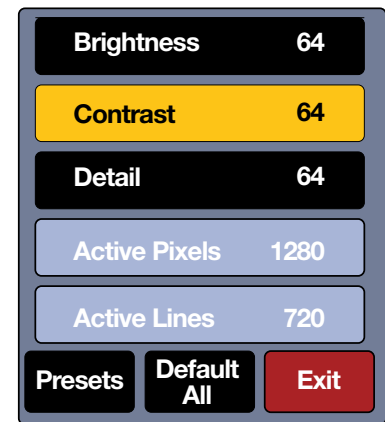 Brightness 64
Contrast 64
Detail 64
Active Pixels 1280
Active Lines 720
Presets
Default
All
Exit